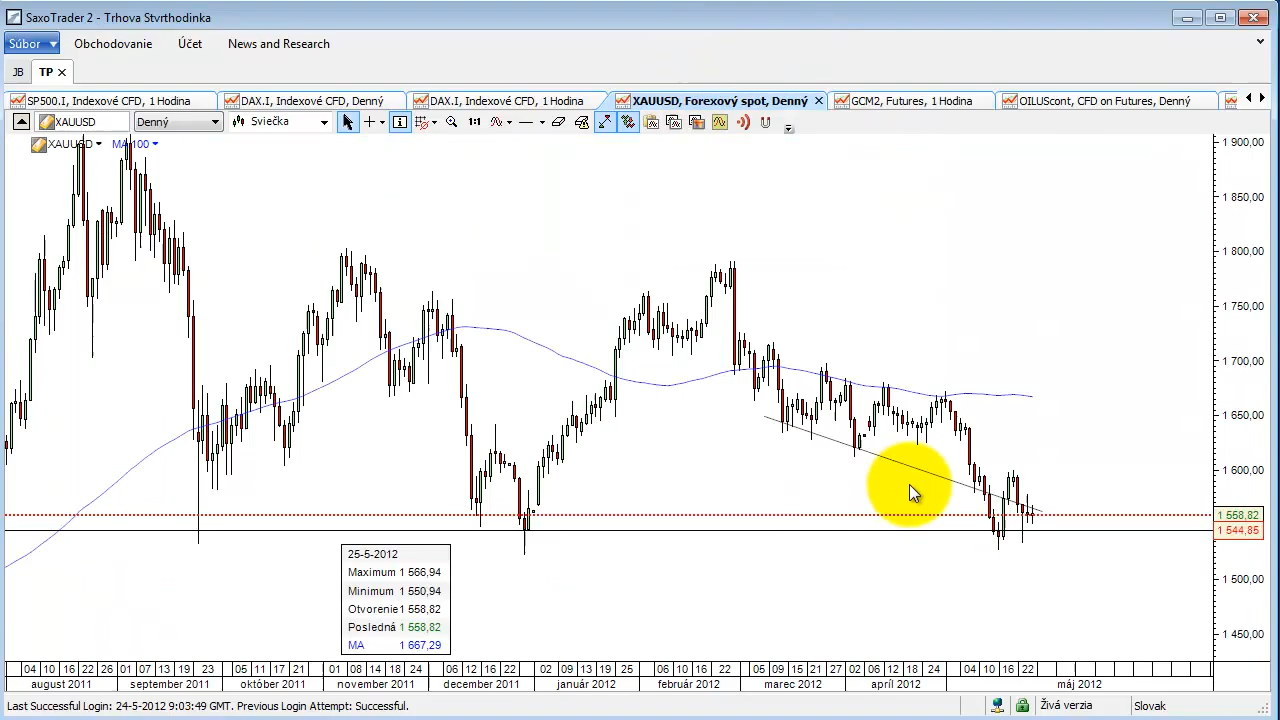 SaxoTrader 2 - Trhova Stvrthodinka
Súbor Obchodovanie Účet News and Research
JB TP
SP500.I, Indexové CFD, 1 Hodina DAX.I, Indexové CFD, Denný DAX.I, Indexové CFD, 1 Hodina XAUUSD, Forexový spot, Denný GCM2, Futures, 1 Hodina OILUScont, CFD on Futures, Denný
XAUUSD Denný Sviečka 1:1
XAUUSD MA 100
1 900,00
1 850,00
1 800,00
1 750,00
1 700,00
1 650,00
1 600,00
1 558,82
1 544,85
1 500,00
1 450,00
25-5-2012
Maximum 1 566,94
Minimum 1 550,94
Otvorenie 1 558,82
Posledná 1 558,82
MA 1 667,29
04 10 16 22 26 01 07 13 19 23 05 11 17 21 01 08 14 18 24 06 12 18 22 02 09 13 19 25 06 10 16 22 05 09 15 21 27 02 06 12 18 24 04 10 16 22
august 2011 september 2011 október 2011 november 2011 december 2011 január 2012 február 2012 marec 2012 apríl 2012 máj 2012
Last Successful Login: 24-5-2012 9:03:49 GMT. Previous Login Attempt: Successful. Živá verzia Slovak